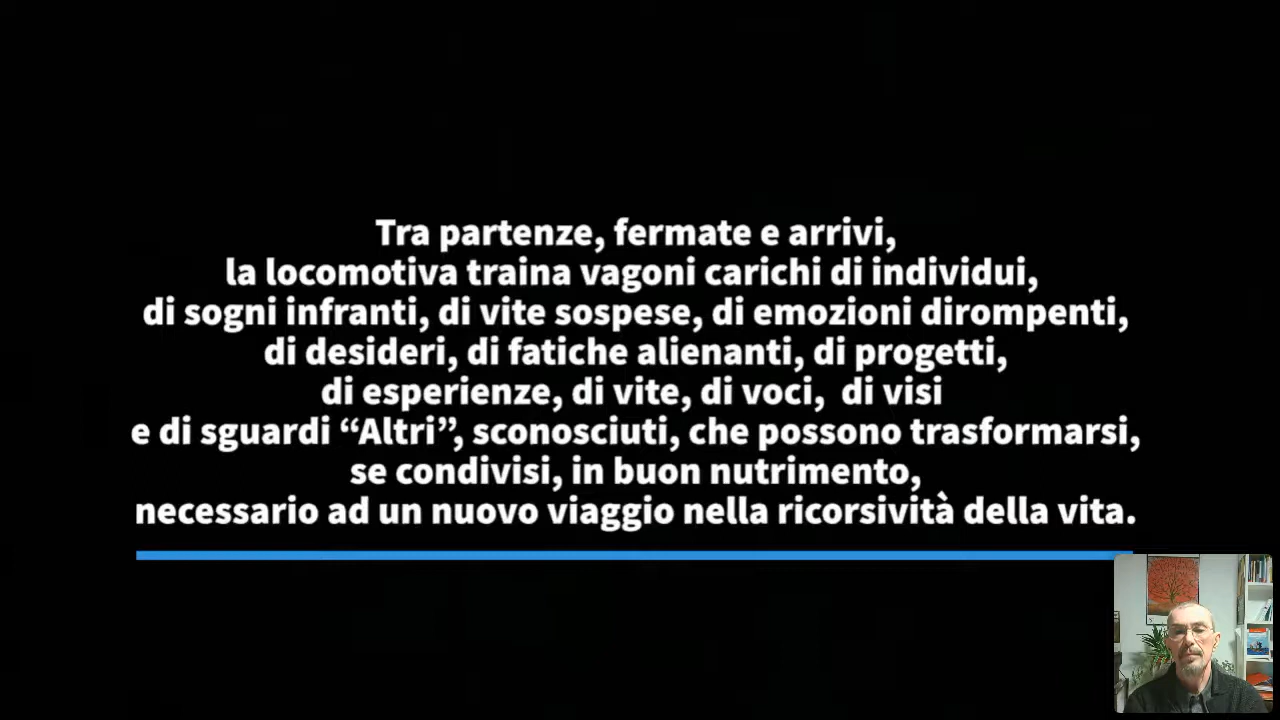 Tra partenze, fermate e arrivi,
la locomotiva traina vagoni carichi di individui,
di sogni infranti, di vite sospese, di emozioni dirompenti,
di desideri, di fatiche alienanti, di progetti,
di esperienze, di vite, di voci,  di visi
e di sguardi “Altri”, sconosciuti, che possono trasformarsi,
se condivisi, in buon nutrimento,
necessario ad un nuovo viaggio nella ricorsività della vita.